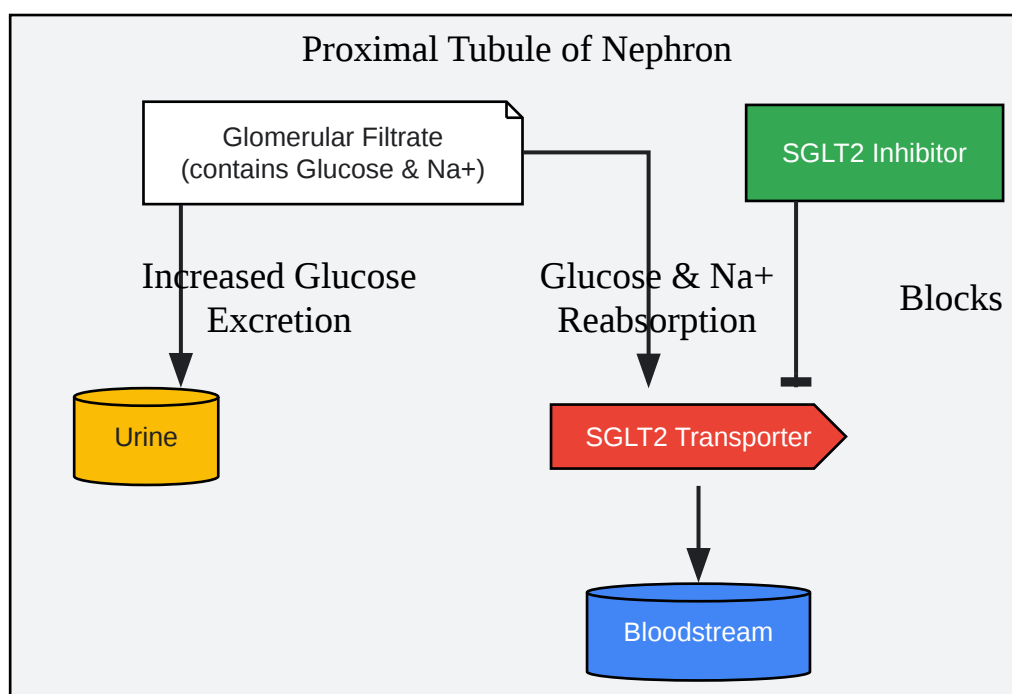 Proximal Tubule of Nephron
Glomerular Filtrate
(contains Glucose & Na+)
SGLT2 Inhibitor
Increased Glucose
Excretion
Glucose & Na+
Reabsorption
Blocks
Urine
SGLT2 Transporter
Bloodstream